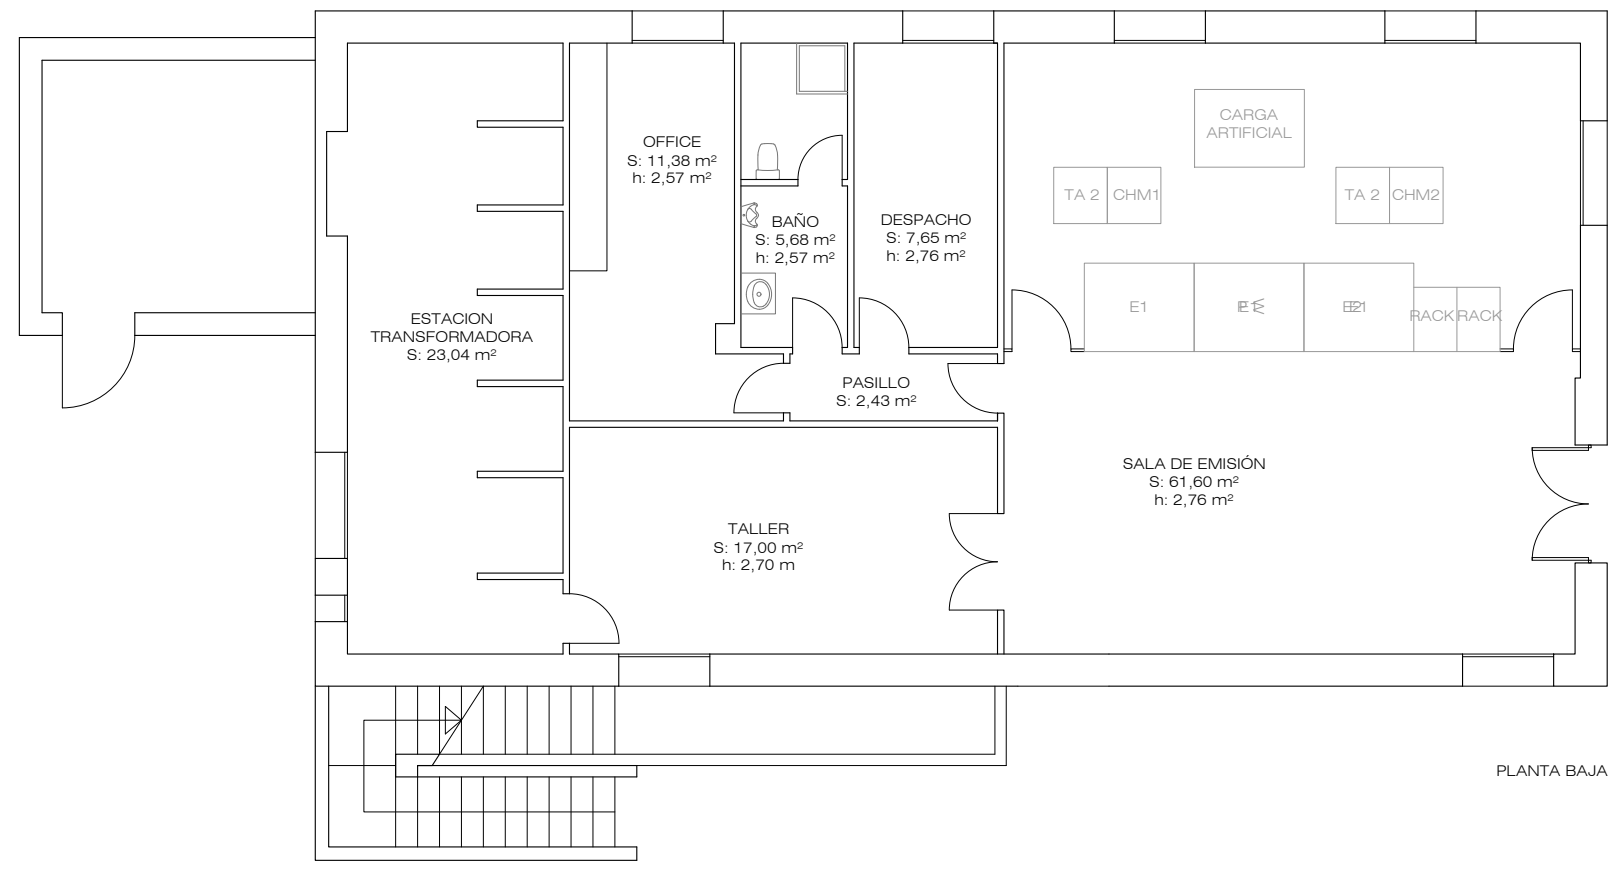 CARGA
ARTIFICIAL
OFFICE
S: 11,38 m²
h: 2,57 m²
TA 2
CHM1
TA 2
CHM2
BAÑO
S: 5,68 m²
h: 2,57 m²
DESPACHO
S: 7,65 m²
h: 2,76 m²
E1
RACK
RACK
ESTACION
TRANSFORMADORA
S: 23,04 m²
PASILLO
S: 2,43 m²
SALA DE EMISIÓN
S: 61,60 m²
h: 2,76 m²
TALLER
S: 17,00 m²
h: 2,70 m
PLANTA BAJA